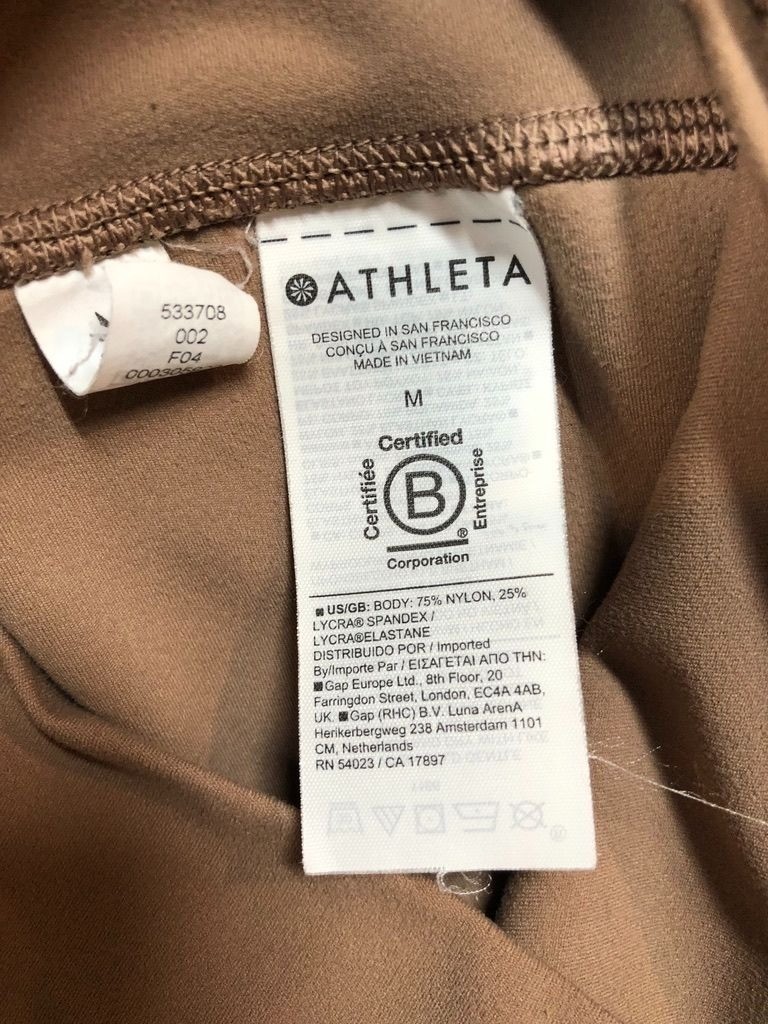 533708
002
F04
ATHLETA
DESIGNED IN SAN FRANCISCO
CONÇU À SAN FRANCISCO
MADE IN VIETNAM
M
Certified
Certifiée
B
Entreprise
®
Corporation
US/GB: BODY: 75% NYLON, 25%
LYCRA® SPANDEX /
LYCRA®ELASTANE
DISTRIBUIDO POR / Imported
By/Importe Par / ΕΙΣΑΓΕΤΑΙ ΑΠΟ ΤΗΝ:
Gap Europe Ltd., 8th Floor, 20
Farringdon Street, London, EC4A 4AB,
UK. Gap (RHC) B.V. Luna ArenA
Herikerbergweg 238 Amsterdam 1101
CM, Netherlands
RN 54023 / CA 17897